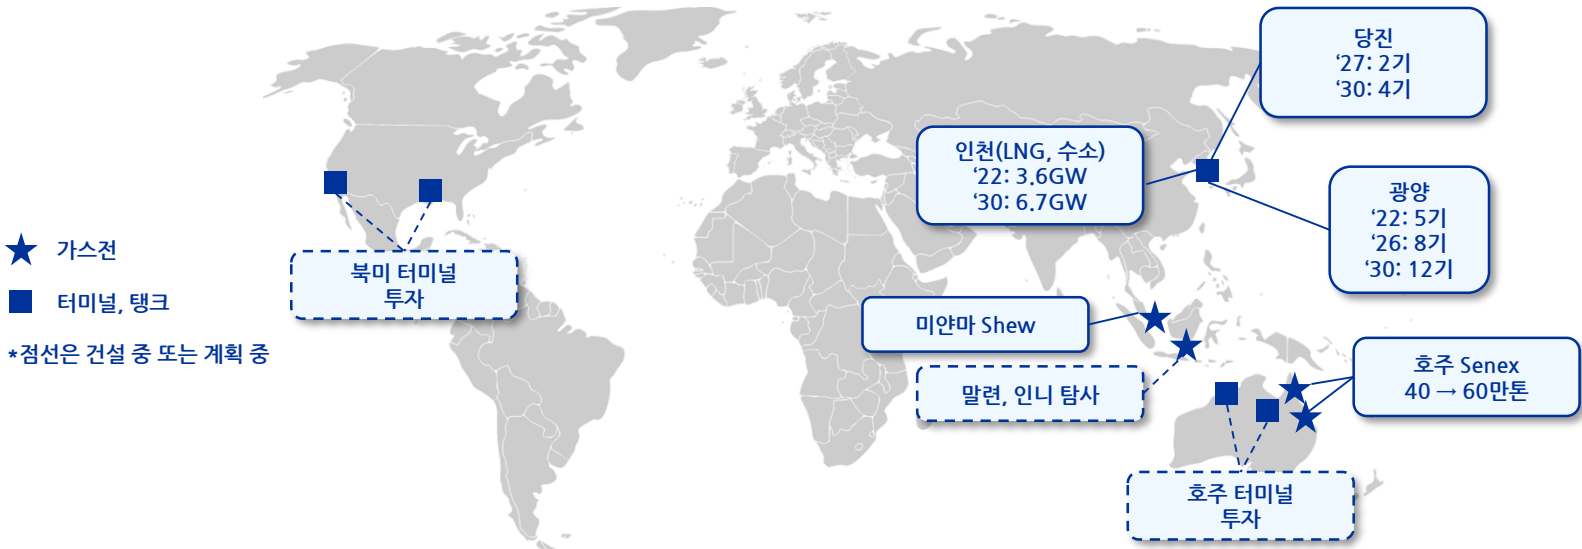 당진
‘27: 2기
‘30: 4기
인천(LNG, 수소)
‘22: 3.6GW
‘30: 6.7GW
광양
‘22: 5기
‘26: 8기
‘30: 12기
★ 가스전
■ 터미널, 탱크
*점선은 건설 중 또는 계획 중
북미 터미널
투자
미얀마 Shew
말련, 인니 탐사
호주 Senex
40 → 60만톤
호주 터미널
투자